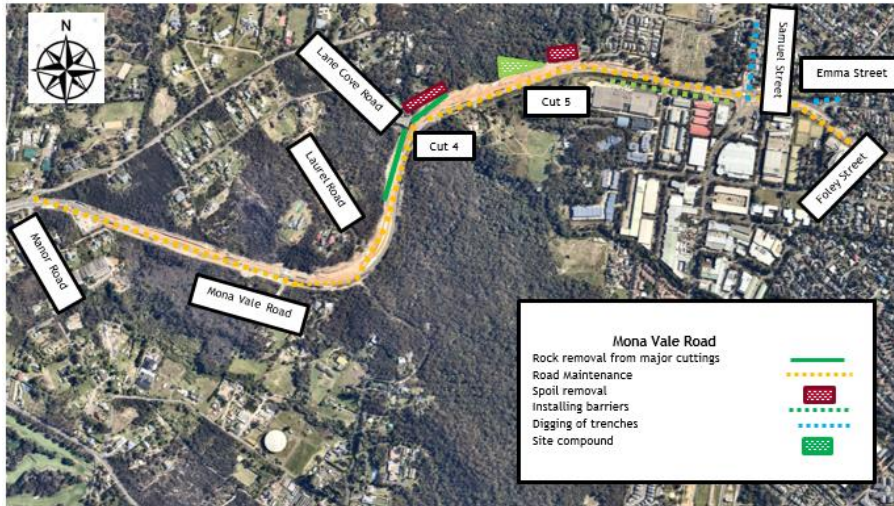 N
Lane Cove Road
Samuel Street
Emma Street
Cut 5
Cut 4
Laurel Road
Foley Street
Manor Road
Mona Vale Road
Mona Vale Road
Rock removal from major cuttings
Road Maintenance
Spoil removal
Installing barriers
Digging of trenches
Site compound